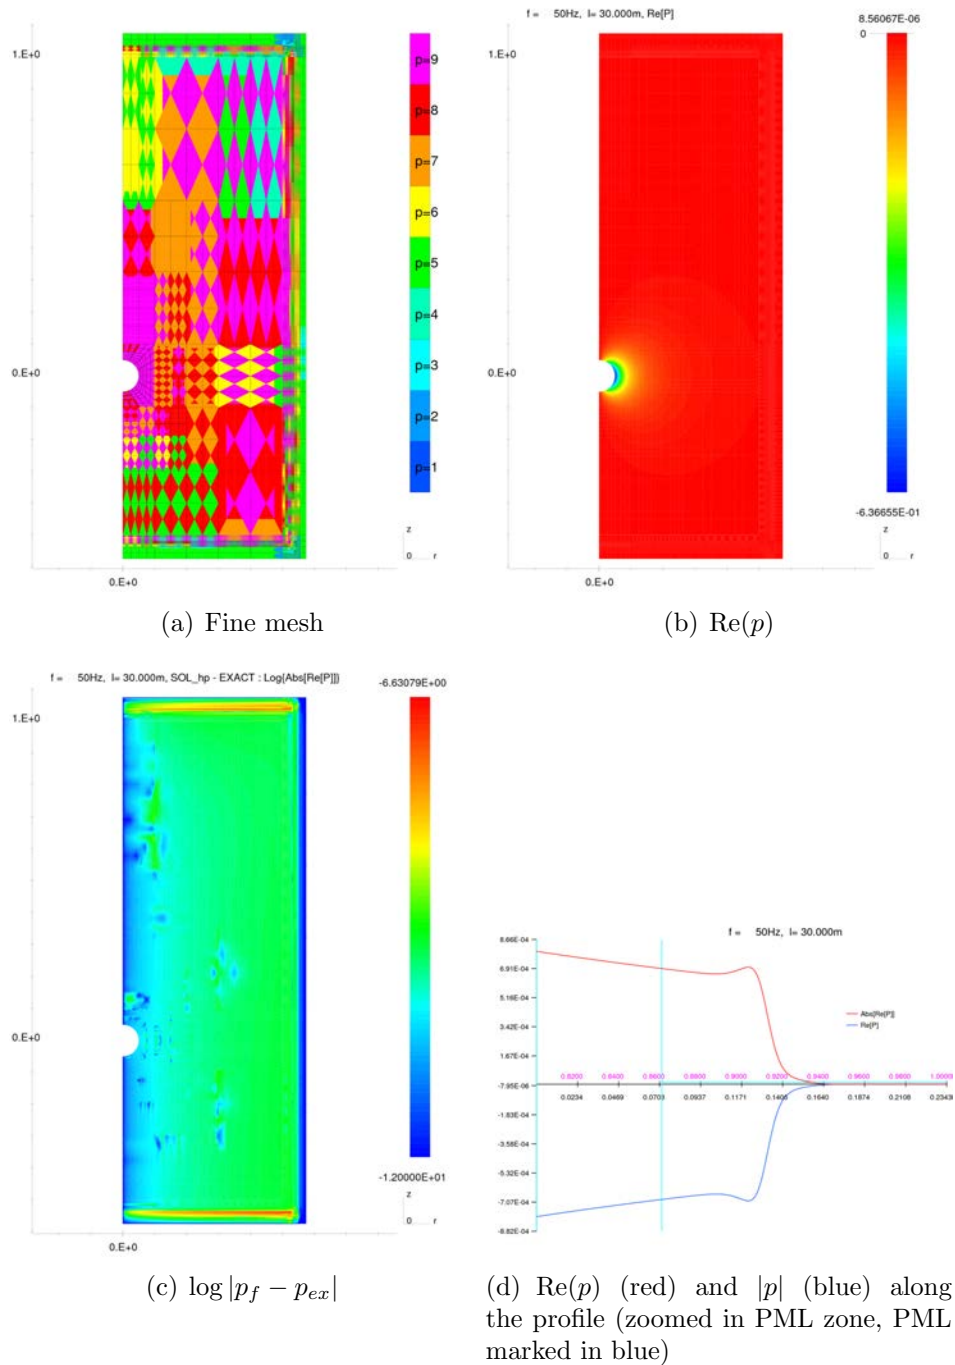 f = 50Hz, l= 30.000m, Re[P]
8.56067E-06
0
1.E+0
p=9
p=8
p=7
p=6
p=5
p=4
p=3
p=2
p=1
0.E+0
z
0 r
0.E+0
1.E+0
0.E+0
-6.36655E-01
z
0 r
0.E+0
(a) Fine mesh
(b) Re(p)
f = 50Hz, l= 30.000m, SOL_hp - EXACT : Log{Abs[Re[P]]}
-6.63079E+00
1.E+0
0.E+0
-1.20000E+01
z
0 r
0.E+0
(c) log |p_f − p_ex|
f = 50Hz, l= 30.000m
8.66E-04
6.91E-04
5.16E-04
3.42E-04
1.67E-04
-7.95E-06
-1.83E-04
-3.58E-04
-5.32E-04
-7.07E-04
-8.82E-04
Abs[Re[P]]
Re[P]
0.8200 0.8400 0.8600 0.8800 0.9000 0.9200 0.9400 0.9600 0.9800 1.0000
0.0234 0.0469 0.0703 0.0937 0.1171 0.1406 0.1640 0.1874 0.2108 0.2343
(d) Re(p) (red) and |p| (blue) along
the profile (zoomed in PML zone, PML
marked in blue)